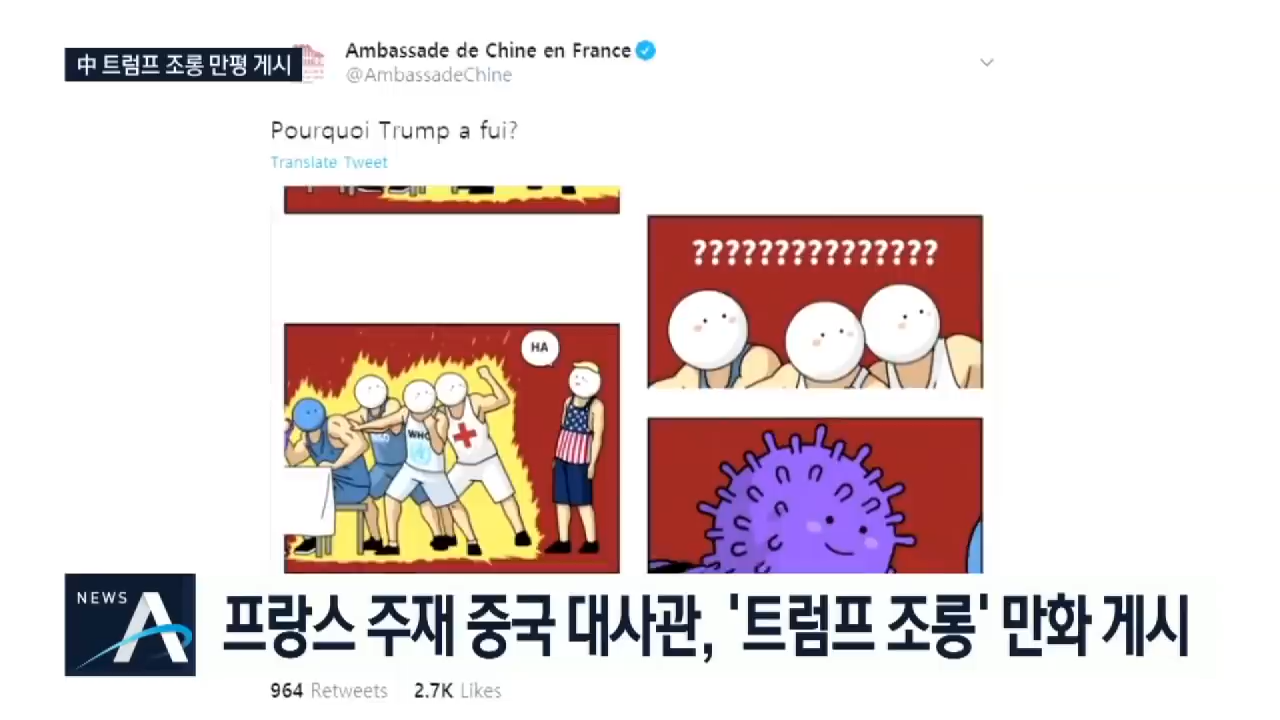 中 트럼프 조롱 만평 게시
Ambassade de Chine en France
@AmbassadeChine
Pourquoi Trump a fui?
Translate Tweet
???????????????
HA
WHO
NEWS A
프랑스 주재 중국 대사관, '트럼프 조롱' 만화 게시
964 Retweets 2.7K Likes